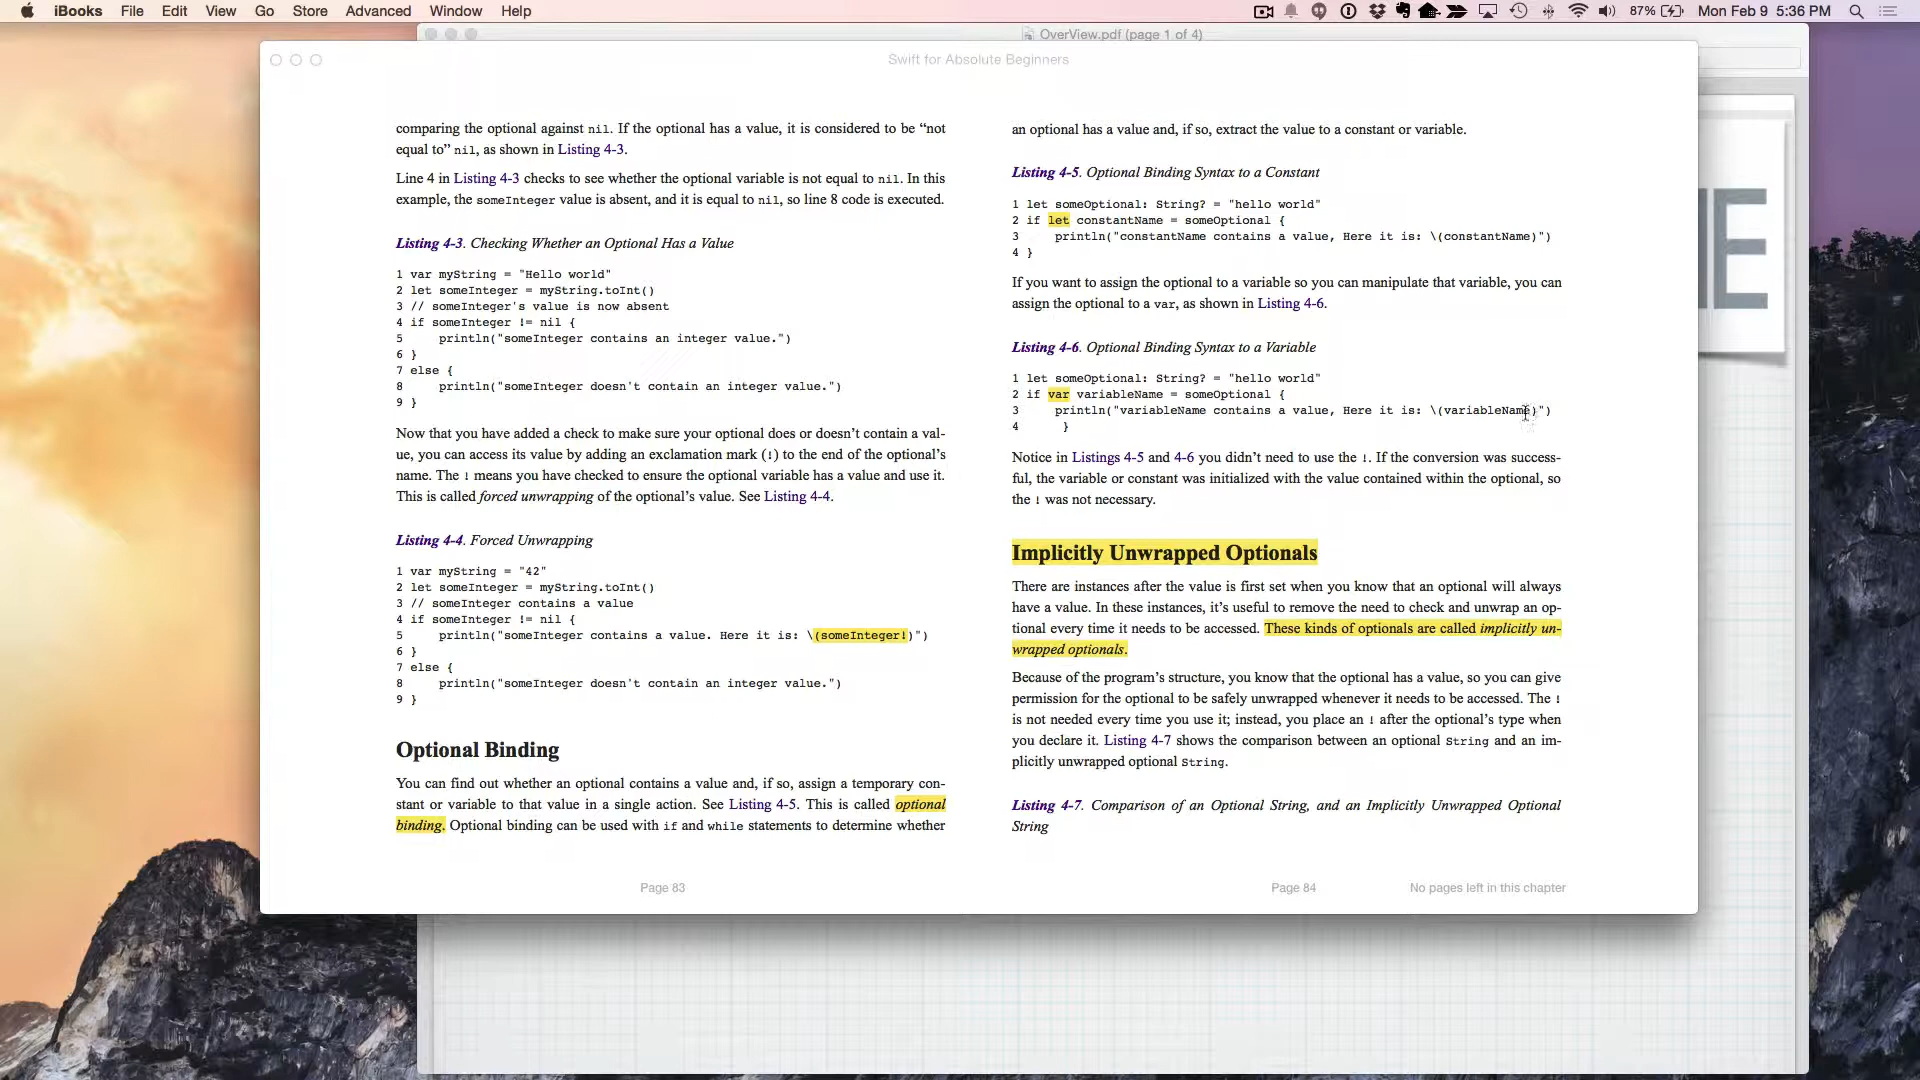 iBooks File Edit View Go Store Advanced Window Help
87% Mon Feb 9 5:36 PM
OverView.pdf (page 1 of 4)
Swift for Absolute Beginners
comparing the optional against nil. If the optional has a value, it is considered to be “not
equal to” nil, as shown in Listing 4-3.
Line 4 in Listing 4-3 checks to see whether the optional variable is not equal to nil. In this
example, the someInteger value is absent, and it is equal to nil, so line 8 code is executed.
Listing 4-3. Checking Whether an Optional Has a Value
1 var myString = "Hello world"
2 let someInteger = myString.toInt()
3 // someInteger's value is now absent
4 if someInteger != nil {
5     println("someInteger contains an integer value.")
6 }
7 else {
8     println("someInteger doesn't contain an integer value.")
9 }
Now that you have added a check to make sure your optional does or doesn’t contain a val-
ue, you can access its value by adding an exclamation mark (!) to the end of the optional’s
name. The ! means you have checked to ensure the optional variable has a value and use it.
This is called forced unwrapping of the optional’s value. See Listing 4-4.
Listing 4-4. Forced Unwrapping
1 var myString = "42"
2 let someInteger = myString.toInt()
3 // someInteger contains a value
4 if someInteger != nil {
5     println("someInteger contains a value. Here it is: \(someInteger!)")
6 }
7 else {
8     println("someInteger doesn't contain an integer value.")
9 }
Optional Binding
You can find out whether an optional contains a value and, if so, assign a temporary con-
stant or variable to that value in a single action. See Listing 4-5. This is called optional
binding. Optional binding can be used with if and while statements to determine whether
Page 83
an optional has a value and, if so, extract the value to a constant or variable.
Listing 4-5. Optional Binding Syntax to a Constant
1 let someOptional: String? = "hello world"
2 if let constantName = someOptional {
3     println("constantName contains a value, Here it is: \(constantName)")
4 }
If you want to assign the optional to a variable so you can manipulate that variable, you can
assign the optional to a var, as shown in Listing 4-6.
Listing 4-6. Optional Binding Syntax to a Variable
1 let someOptional: String? = "hello world"
2 if var variableName = someOptional {
3     println("variableName contains a value, Here it is: \(variableName)")
4      }
Notice in Listings 4-5 and 4-6 you didn’t need to use the !. If the conversion was success-
ful, the variable or constant was initialized with the value contained within the optional, so
the ! was not necessary.
Implicitly Unwrapped Optionals
There are instances after the value is first set when you know that an optional will always
have a value. In these instances, it’s useful to remove the need to check and unwrap an op-
tional every time it needs to be accessed. These kinds of optionals are called implicitly un-
wrapped optionals.
Because of the program’s structure, you know that the optional has a value, so you can give
permission for the optional to be safely unwrapped whenever it needs to be accessed. The !
is not needed every time you use it; instead, you place an ! after the optional’s type when
you declare it. Listing 4-7 shows the comparison between an optional String and an im-
plicitly unwrapped optional String.
Listing 4-7. Comparison of an Optional String, and an Implicitly Unwrapped Optional
String
Page 84
No pages left in this chapter